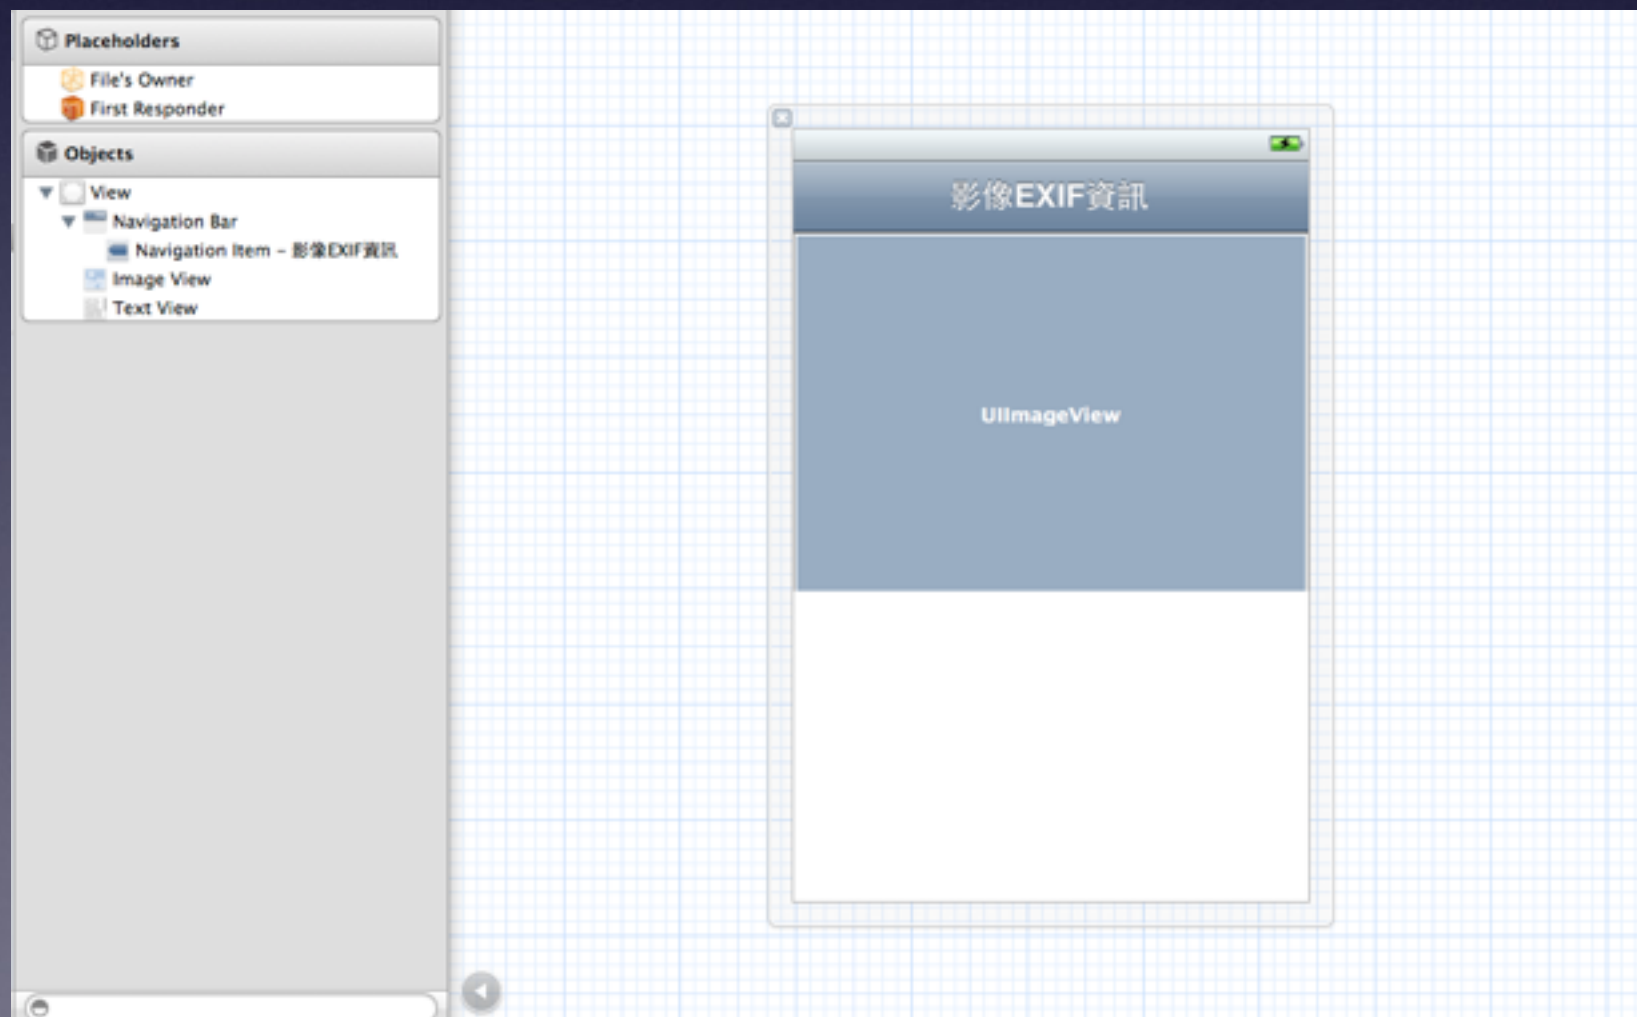 Placeholders
File's Owner
First Responder
Objects
View
Navigation Bar
Navigation Item - 影像EXIF資訊
Image View
Text View
影像EXIF資訊
UIImageView